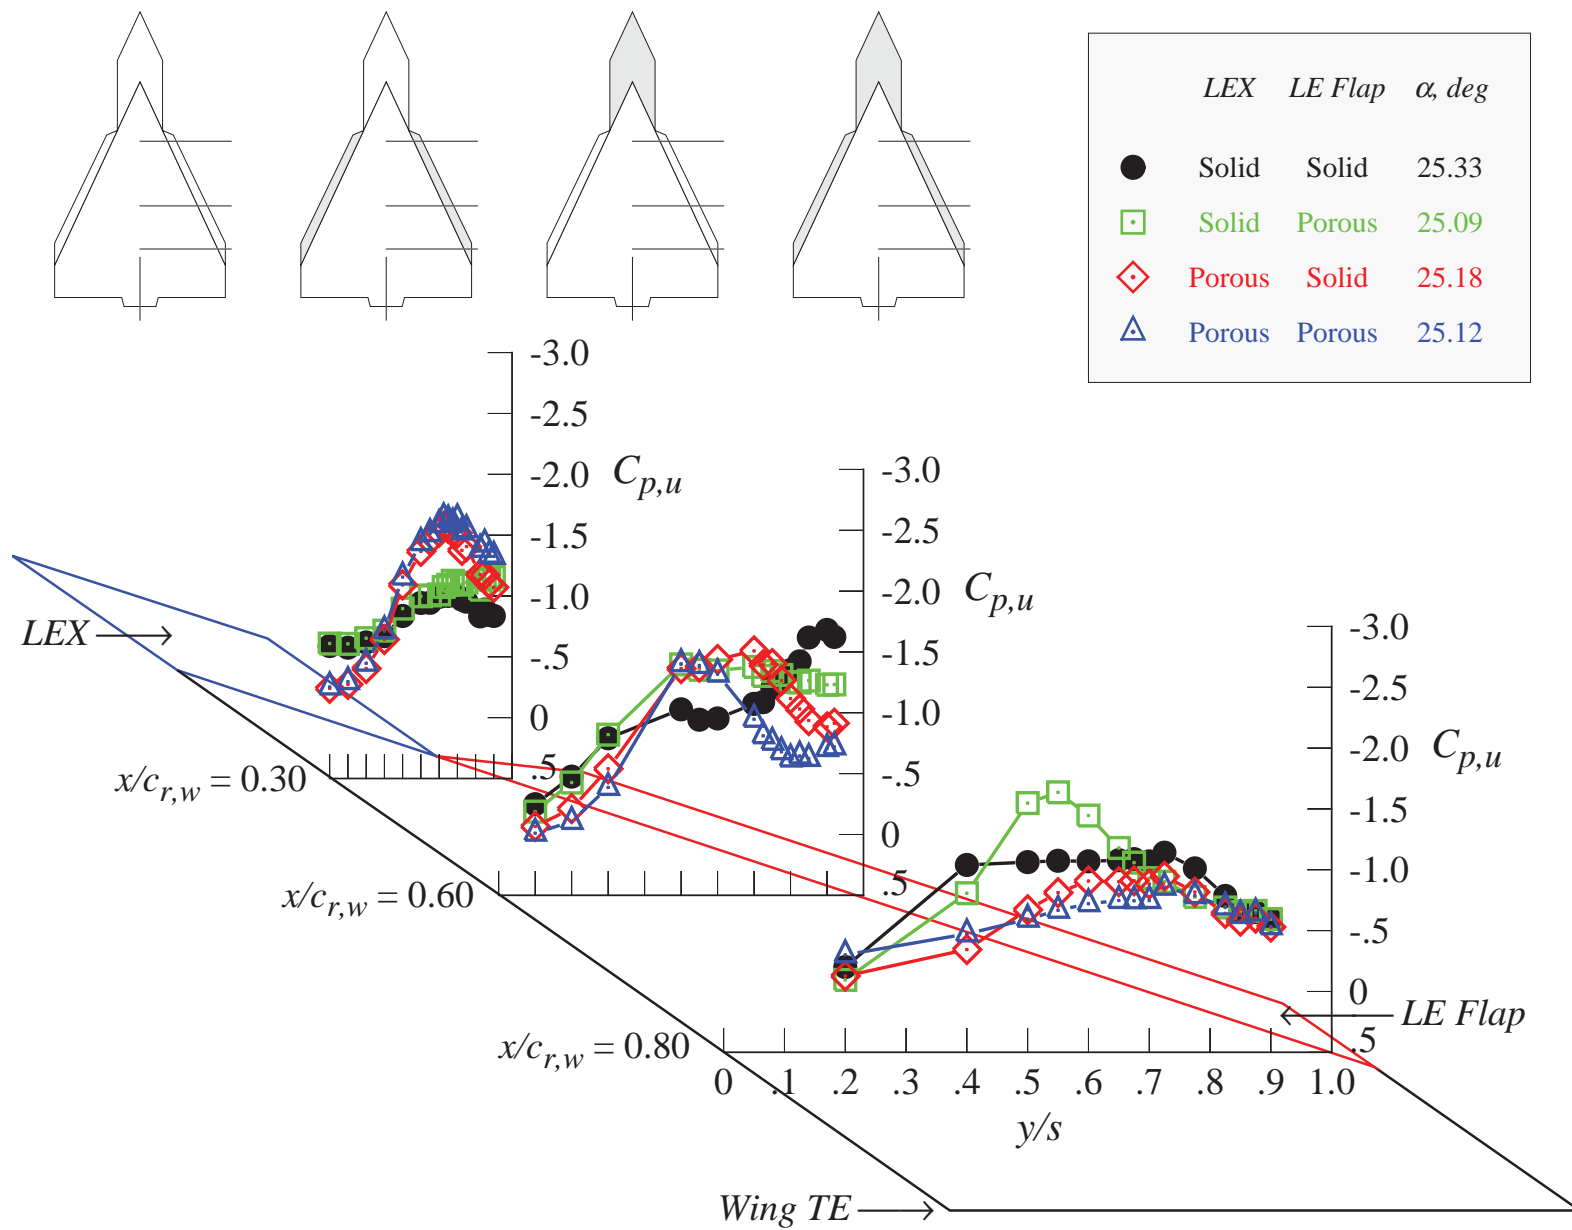 LEX LE Flap α, deg
Solid Solid 25.33
Solid Porous 25.09
Porous Solid 25.18
Porous Porous 25.12
-3.0
-2.5
-2.0
-1.5
-1.0
-.5
0
.5
Cp,u
LEX
x/cr,w = 0.30
-3.0
-2.5
-2.0
-1.5
-1.0
-.5
0
.5
Cp,u
x/cr,w = 0.60
-3.0
-2.5
-2.0
-1.5
-1.0
-.5
0
.5
Cp,u
LE Flap
x/cr,w = 0.80
0 .1 .2 .3 .4 .5 .6 .7 .8 .9 1.0
y/s
Wing TE